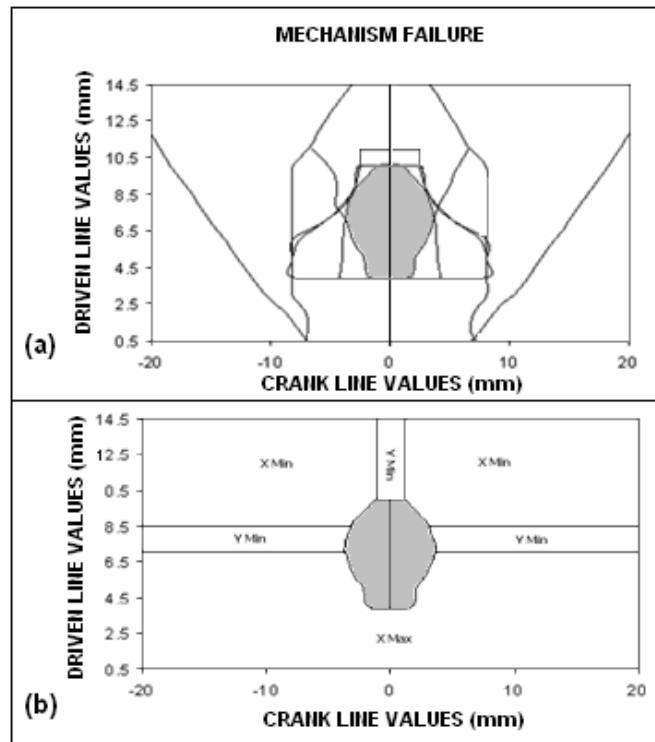 MECHANISM FAILURE
DRIVEN LINE VALUES (mm)
14.5
12.5
10.5
8.5
6.5
4.5
2.5
0.5
-20
-10
0
10
20
CRANK LINE VALUES (mm)
(a)
DRIVEN LINE VALUES (mm)
14.5
12.5
0.5
8.5
6.5
4.5
2.5
0.5
X Min
Y Min
X Min
Y Min
Y Min
X Max
-20
-10
0
10
20
CRANK LINE VALUES (mm)
(b)